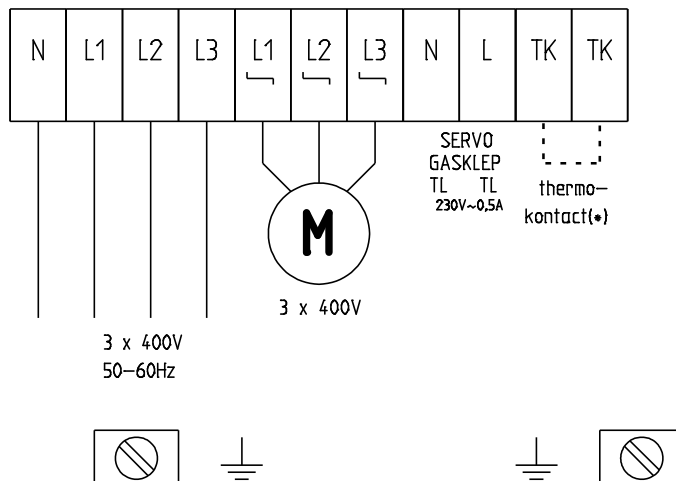 N L1 L2 L3 L1 L2 L3 N L TK TK
SERVO
GASKLEP
TL TL
230V~0,5A
thermo-
kontact(*)
M
3 x 400V
3 x 400V
50-60Hz